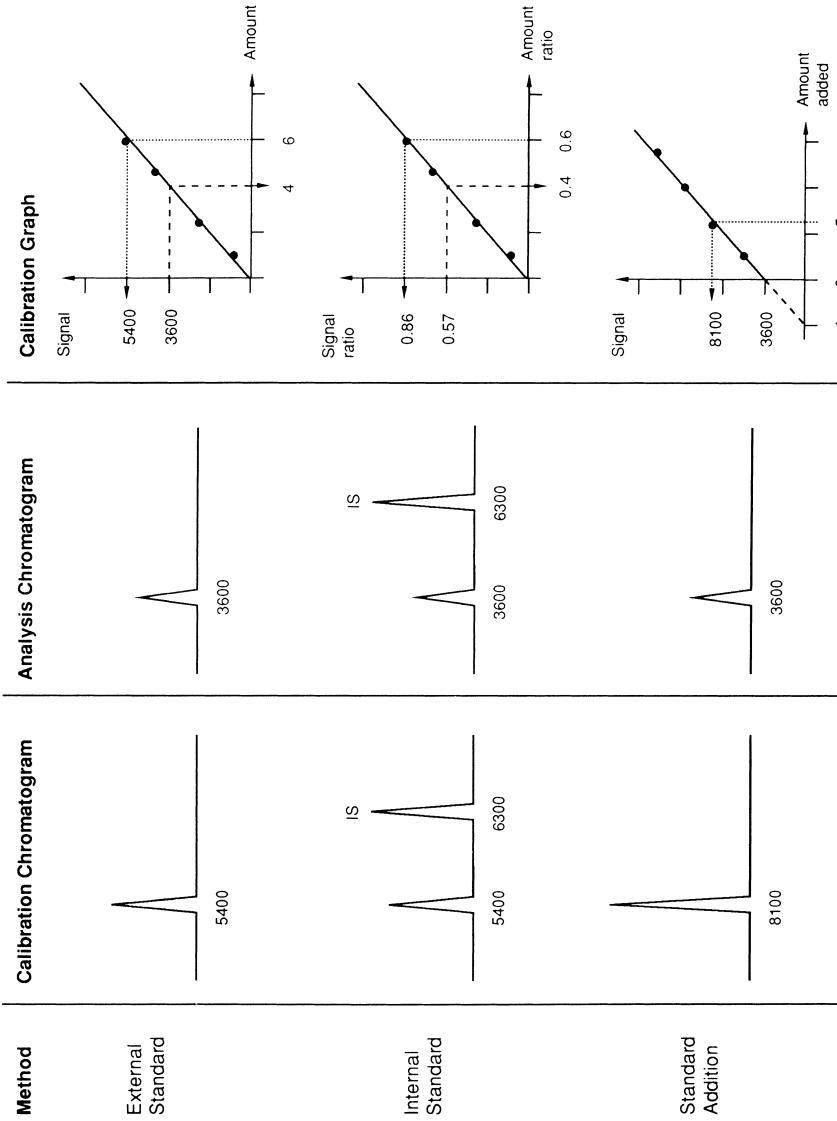 Method
Calibration Chromatogram
Analysis Chromatogram
Calibration Graph
External
Standard
5400
3600
Signal
5400
3600
4
6
Amount
Internal
Standard
IS
5400
6300
IS
3600
6300
Signal
ratio
0.86
0.57
0.4
0.6
Amount
ratio
Standard
Addition
8100
3600
Signal
8100
3600
Amount
added